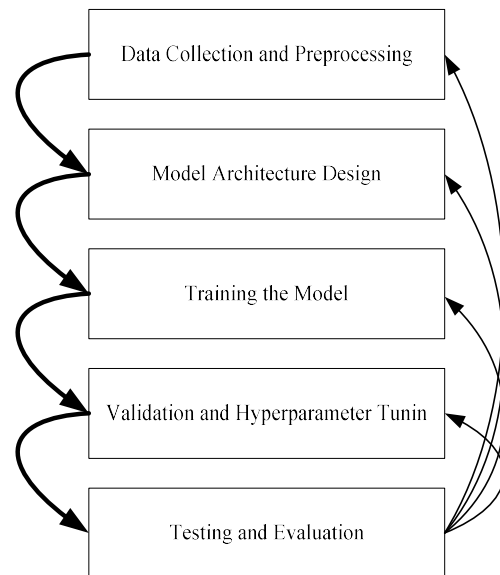 Data Collection and Preprocessing
Model Architecture Design
Training the Model
Validation and Hyperparameter Tunin
Testing and Evaluation